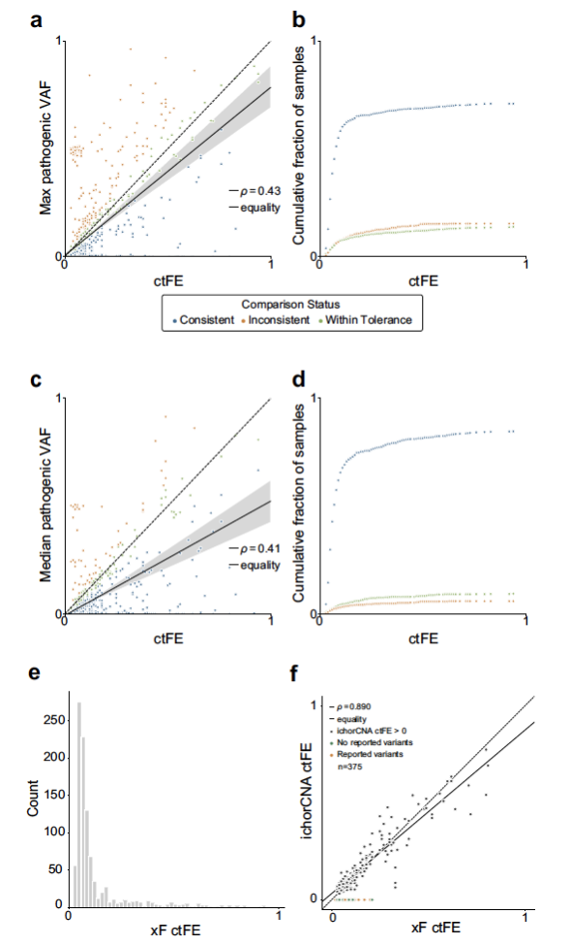 a
b
1
Max pathogenic VAF
ρ = 0.43
equality
0
0
1
ctFE
1
Cumulative fraction of samples
0
0
1
ctFE
Comparison Status
Consistent Inconsistent Within Tolerance
c
d
1
Median pathogenic VAF
ρ = 0.41
equality
0
0
1
ctFE
1
Cumulative fraction of samples
0
0
1
ctFE
e
f
250
200
150
100
50
0
Count
0
1
xF ctFE
1
ρ = 0.890
equality
ichorCNA ctFE > 0
No reported variants
Reported variants
n=375
ichorCNA ctFE
0
0
1
xF ctFE